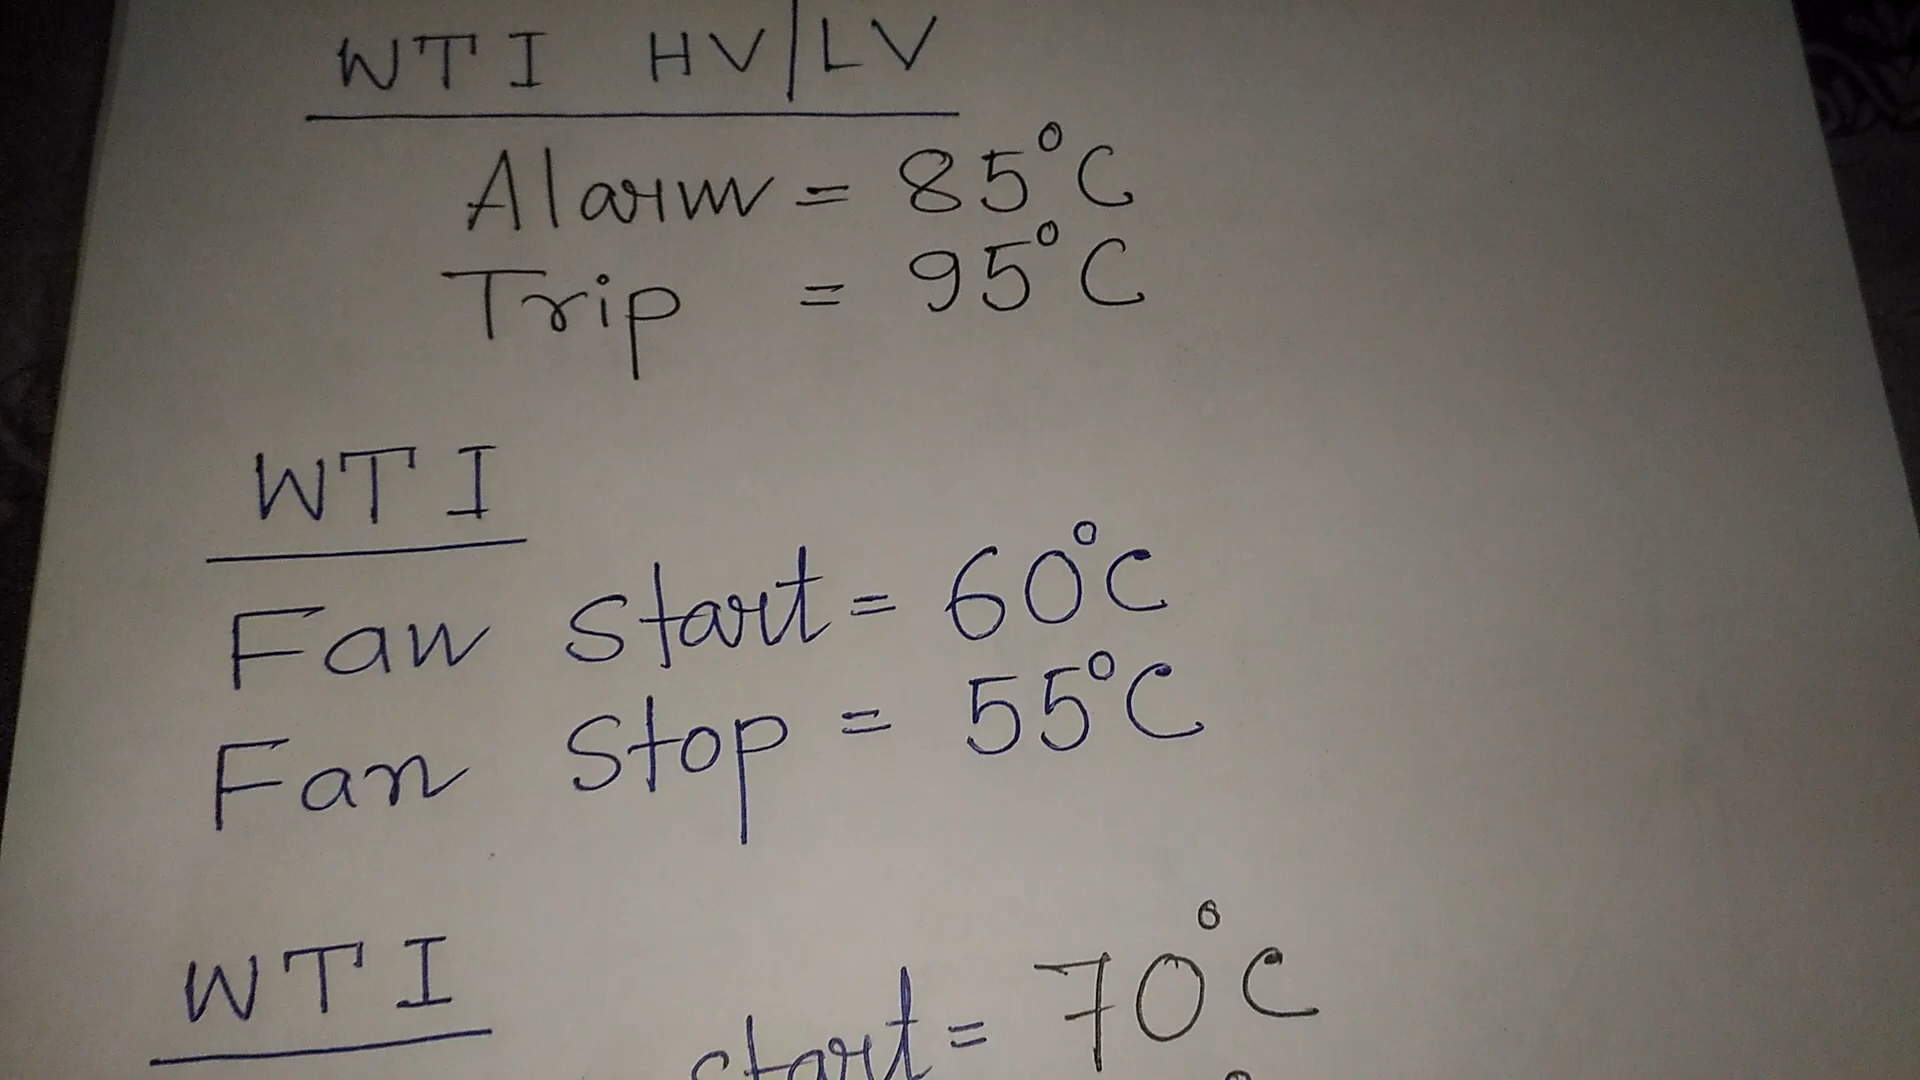 WTI HV/LV
Alarm = 85°C
Trip = 95°C
WTI
Fan start = 60°C
Fan stop = 55°C
WTI
start = 70°C